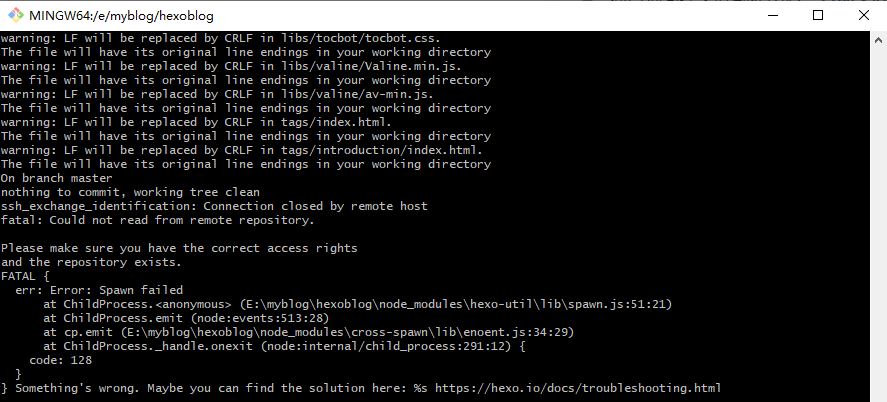 MINGW64:/e/myblog/hexoblog
warning: LF will be replaced by CRLF in libs/tocbot/tocbot.css.
The file will have its original line endings in your working directory
warning: LF will be replaced by CRLF in libs/valine/Valine.min.js.
The file will have its original line endings in your working directory
warning: LF will be replaced by CRLF in libs/valine/av-min.js.
The file will have its original line endings in your working directory
warning: LF will be replaced by CRLF in tags/index.html.
The file will have its original line endings in your working directory
warning: LF will be replaced by CRLF in tags/introduction/index.html.
The file will have its original line endings in your working directory
On branch master
nothing to commit, working tree clean
ssh_exchange_identification: Connection closed by remote host
fatal: Could not read from remote repository.

Please make sure you have the correct access rights
and the repository exists.
FATAL {
  err: Error: Spawn failed
      at ChildProcess.<anonymous> (E:\myblog\hexoblog\node_modules\hexo-util\lib\spawn.js:51:21)
      at ChildProcess.emit (node:events:513:28)
      at cp.emit (E:\myblog\hexoblog\node_modules\cross-spawn\lib\enoent.js:34:29)
      at ChildProcess._handle.onexit (node:internal/child_process:291:12) {
    code: 128
  }
} Something's wrong. Maybe you can find the solution here: %s https://hexo.io/docs/troubleshooting.html